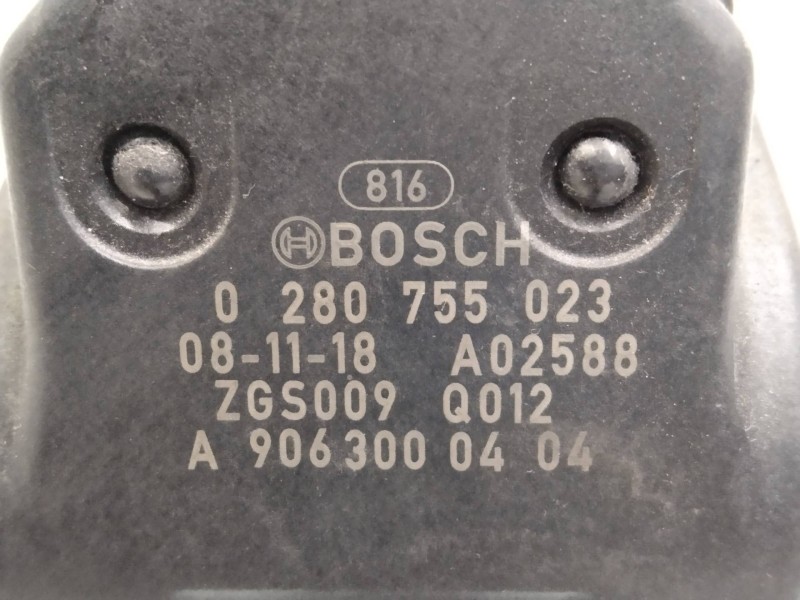 816
BOSCH
0 280 755 023
08-11-18 A02588
ZGS009 Q012
A 906 300 04 04